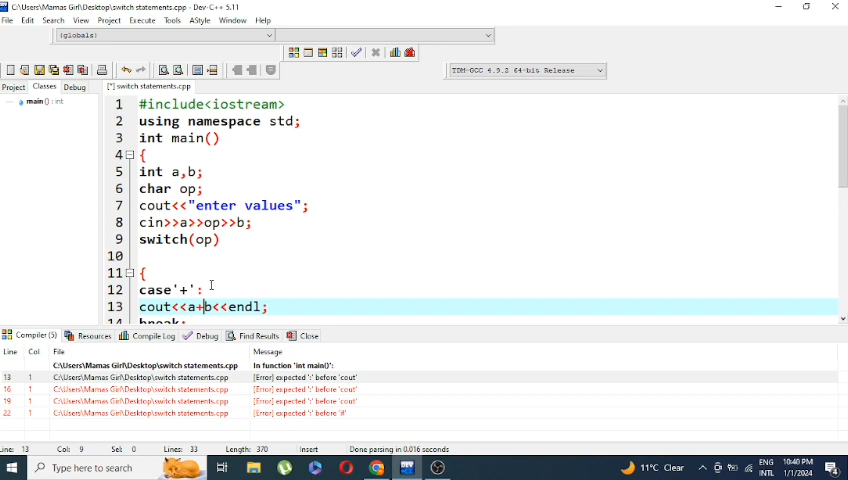 C:\Users\Mamas Girl\Desktop\switch statements.cpp - Dev-C++ 5.11
File Edit Search View Project Execute Tools AStyle Window Help
(globals)
TDM-GCC 4.9.2 64-bit Release
Project Classes Debug
[*] switch statements.cpp
main() : int
1 #include<iostream>
2 using namespace std;
3 int main()
4 {
5 int a,b;
6 char op;
7 cout<<"enter values";
8 cin>>a>>op>>b;
9 switch(op)
10
11 {
12 case'+':
13 cout<<a+b<<endl;
14 break;
Compiler (5) Resources Compile Log Debug Find Results Close
Line Col File Message
C:\Users\Mamas Girl\Desktop\switch statements.cpp In function 'int main()':
13 1 C:\Users\Mamas Girl\Desktop\switch statements.cpp [Error] expected ':' before 'cout'
16 1 C:\Users\Mamas Girl\Desktop\switch statements.cpp [Error] expected ':' before 'cout'
19 1 C:\Users\Mamas Girl\Desktop\switch statements.cpp [Error] expected ':' before 'cout'
22 1 C:\Users\Mamas Girl\Desktop\switch statements.cpp [Error] expected ':' before 'if'
Line: 13 Col: 9 Sel: 0 Lines: 33 Length: 370 Insert Done parsing in 0.016 seconds
Type here to search
11°C Clear
ENG
INTL
10:40 PM
1/1/2024
4